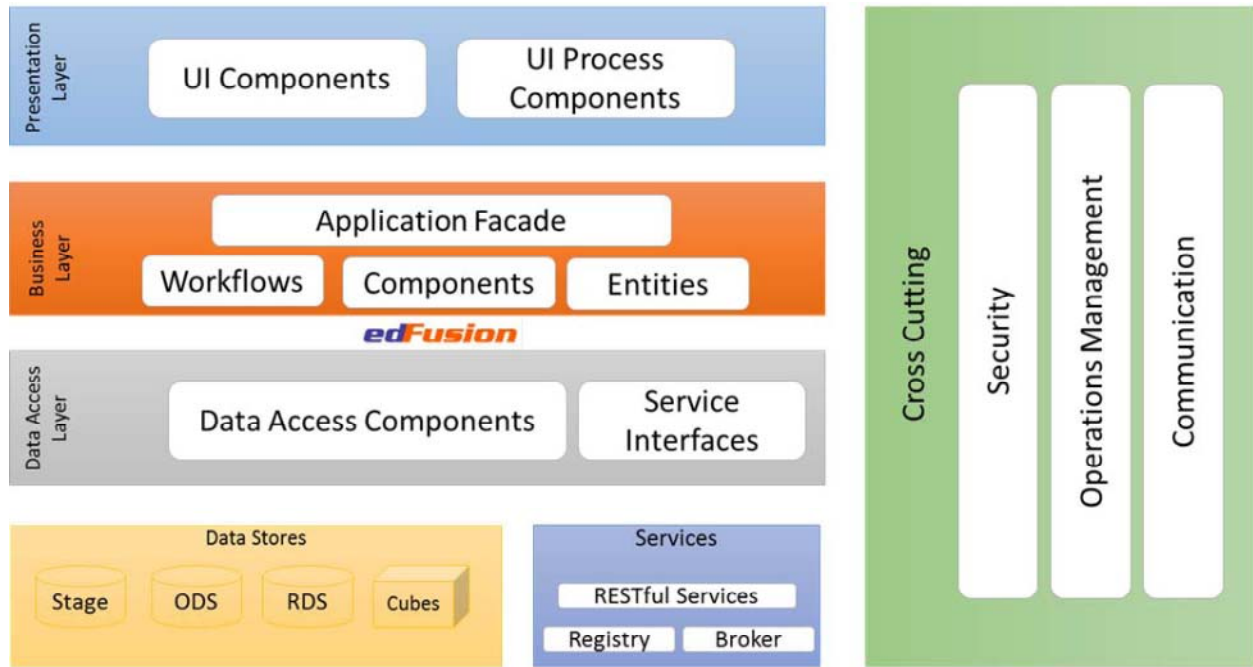 Presentation
Layer
UI Components
UI Process
Components
Business
Layer
Application Facade
Workflows
Components
Entities
edFusion
Data Access
Layer
Data Access Components
Service
Interfaces
Data Stores
Stage
ODS
RDS
Cubes
Services
RESTful Services
Registry
Broker
Cross Cutting
Security
Operations Management
Communication